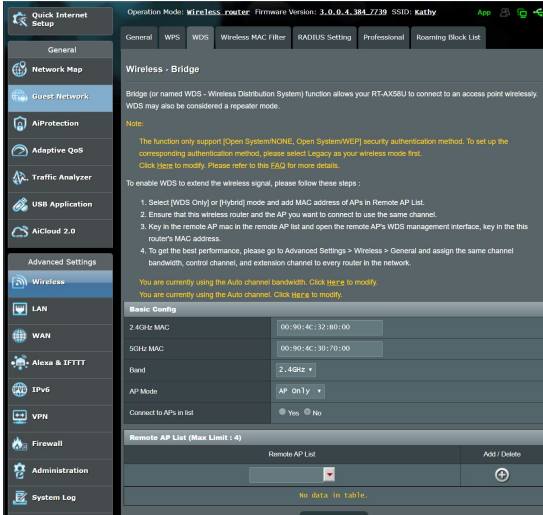 Quick Internet
Setup
Operation Mode: Wireless router Firmware Version: 3.0.0.4.384_7739 SSID: Kathy
App
General
WPS
WDS
Wireless MAC Filter
RADIUS Setting
Professional
Roaming Block List
General
Network Map
Guest Network
AiProtection
Adaptive QoS
Traffic Analyzer
USB Application
AiCloud 2.0
Advanced Settings
Wireless
LAN
WAN
Alexa & IFTTT
IPv6
VPN
Firewall
Administration
System Log
Wireless - Bridge
Bridge (or named WDS - Wireless Distribution System) function allows your RT-AX58U to connect to an access point wirelessly.
WDS may also be considered a repeater mode.
Note:
The function only support [Open System/NONE, Open System/WEP] security authentication method. To set up the
corresponding authentication method, please select Legacy as your wireless mode first.
Click Here to modify. Please refer to this FAQ for more details.
To enable WDS to extend the wireless signal, please follow these steps :
1. Select [WDS Only] or [Hybrid] mode and add MAC address of APs in Remote AP List.
2. Ensure that this wireless router and the AP you want to connect to use the same channel.
3. Key in the remote AP mac in the remote AP list and open the remote AP's WDS management interface, key in the this
router's MAC address.
4. To get the best performance, please go to Advanced Settings > Wireless > General and assign the same channel
bandwidth, control channel, and extension channel to every router in the network.
You are currently using the Auto channel bandwidth. Click Here to modify.
You are currently using the Auto channel. Click Here to modify.
Basic Config
2.4GHz MAC
00:90:4C:32:B0:00
5GHz MAC
00:90:4C:30:70:00
Band
2.4GHz
AP Mode
AP Only
Connect to APs in list
Yes No
Remote AP List (Max Limit : 4)
Remote AP List
Add / Delete
No data in table.